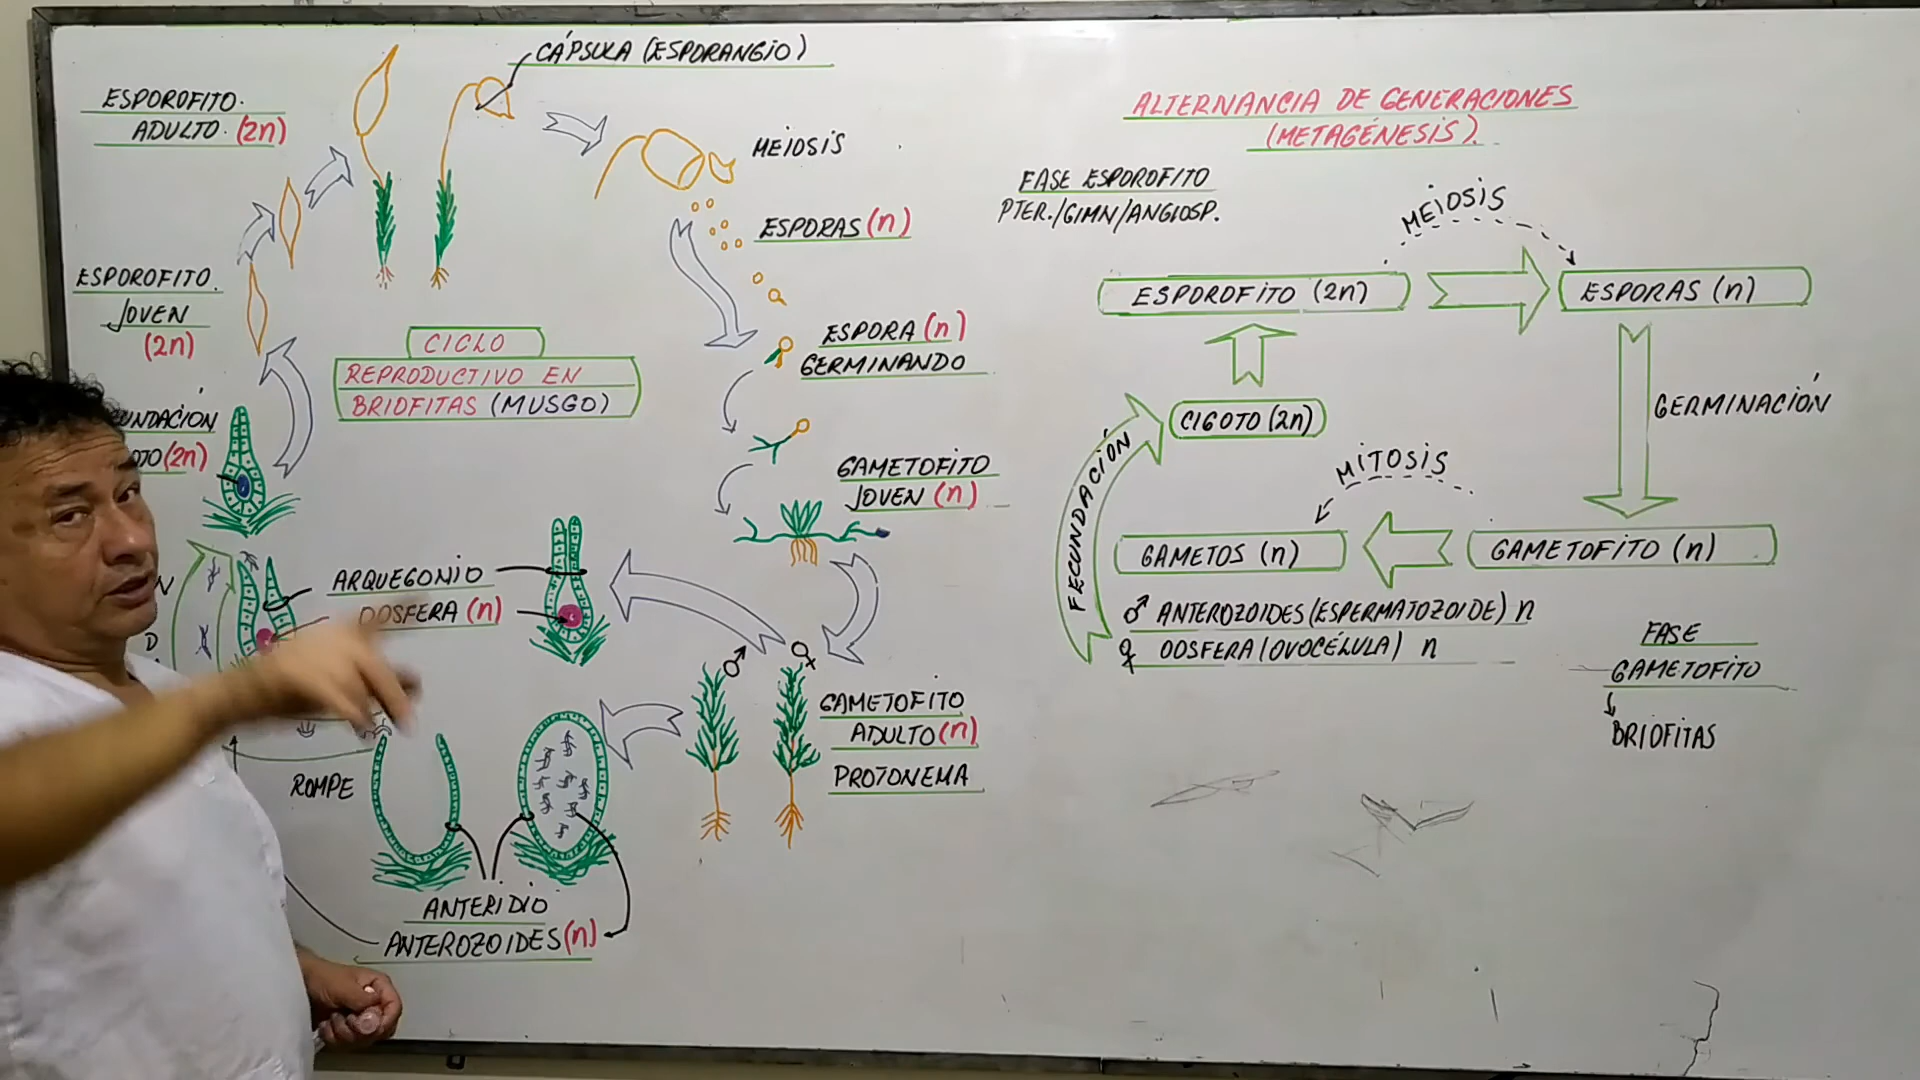 CÁPSULA (ESPORANGIO)
ESPOROFITO
ADULTO (2n)
MEIOSIS
ESPORAS (n)
ESPOROFITO
JOVEN
(2n)
CICLO
REPRODUCTIVO EN
BRIOFITAS (MUSGO)
ESPORA (n)
GERMINANDO
(2n)
GAMETOFITO
JOVEN (n)
ARQUEGONIO
OOSFERA (n)
GAMETOFITO
ADULTO (n)
PROTONEMA
ROMPE
ANTERIDIO
ANTEROZOIDES (n)
ALTERNANCIA DE GENERACIONES
(METAGÉNESIS).
FASE ESPOROFITO
PTER./GIMN/ANGIOSP.
MEIOSIS
ESPOROFITO (2n)
ESPORAS (n)
GERMINACIÓN
CIGOTO (2n)
FECUNDACIÓN
MITOSIS
GAMETOS (n)
GAMETOFITO (n)
♂ ANTEROZOIDES (ESPERMATOZOIDE) n
♀ OOSFERA (OVOCÉLULA) n
FASE
GAMETOFITO
BRIOFITAS